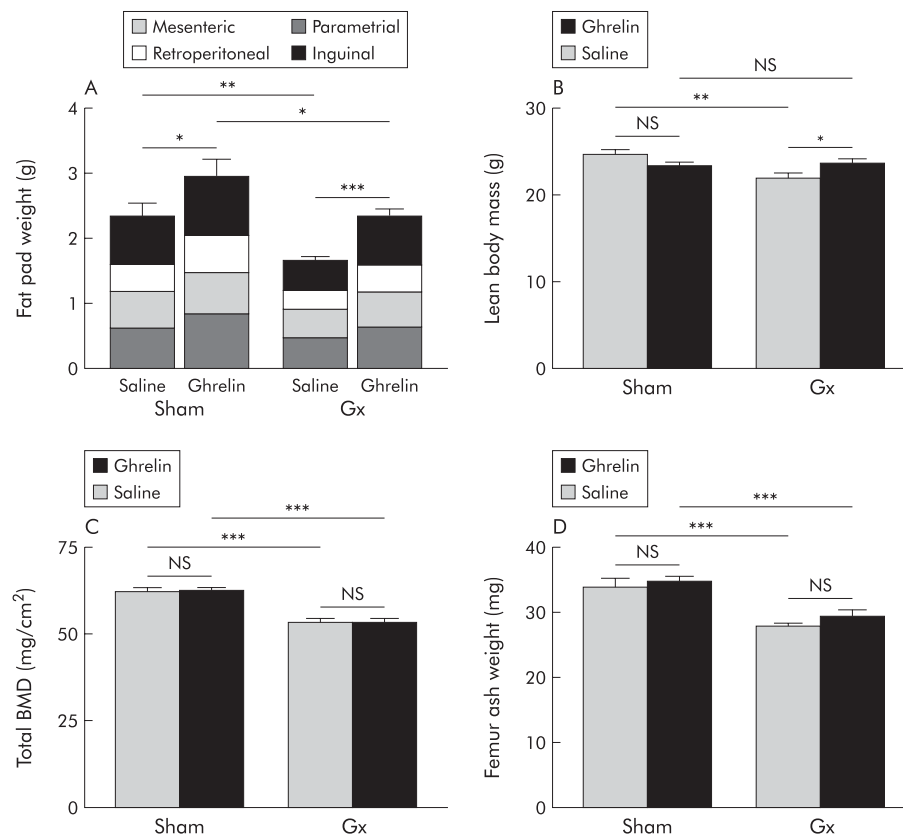 Mesenteric Parametrial
Retroperitoneal Inguinal
A
**
*
*
***
Fat pad weight (g)
4
3
2
1
0
Saline Ghrelin Saline Ghrelin
Sham Gx
Ghrelin
Saline
B
NS
**
NS
*
Lean body mass (g)
30
20
10
0
Sham Gx
Ghrelin
Saline
C
***
***
NS
NS
Total BMD (mg/cm²)
75
50
25
0
Sham Gx
Ghrelin
Saline
D
***
***
NS
NS
Femur ash weight (mg)
40
30
20
10
0
Sham Gx